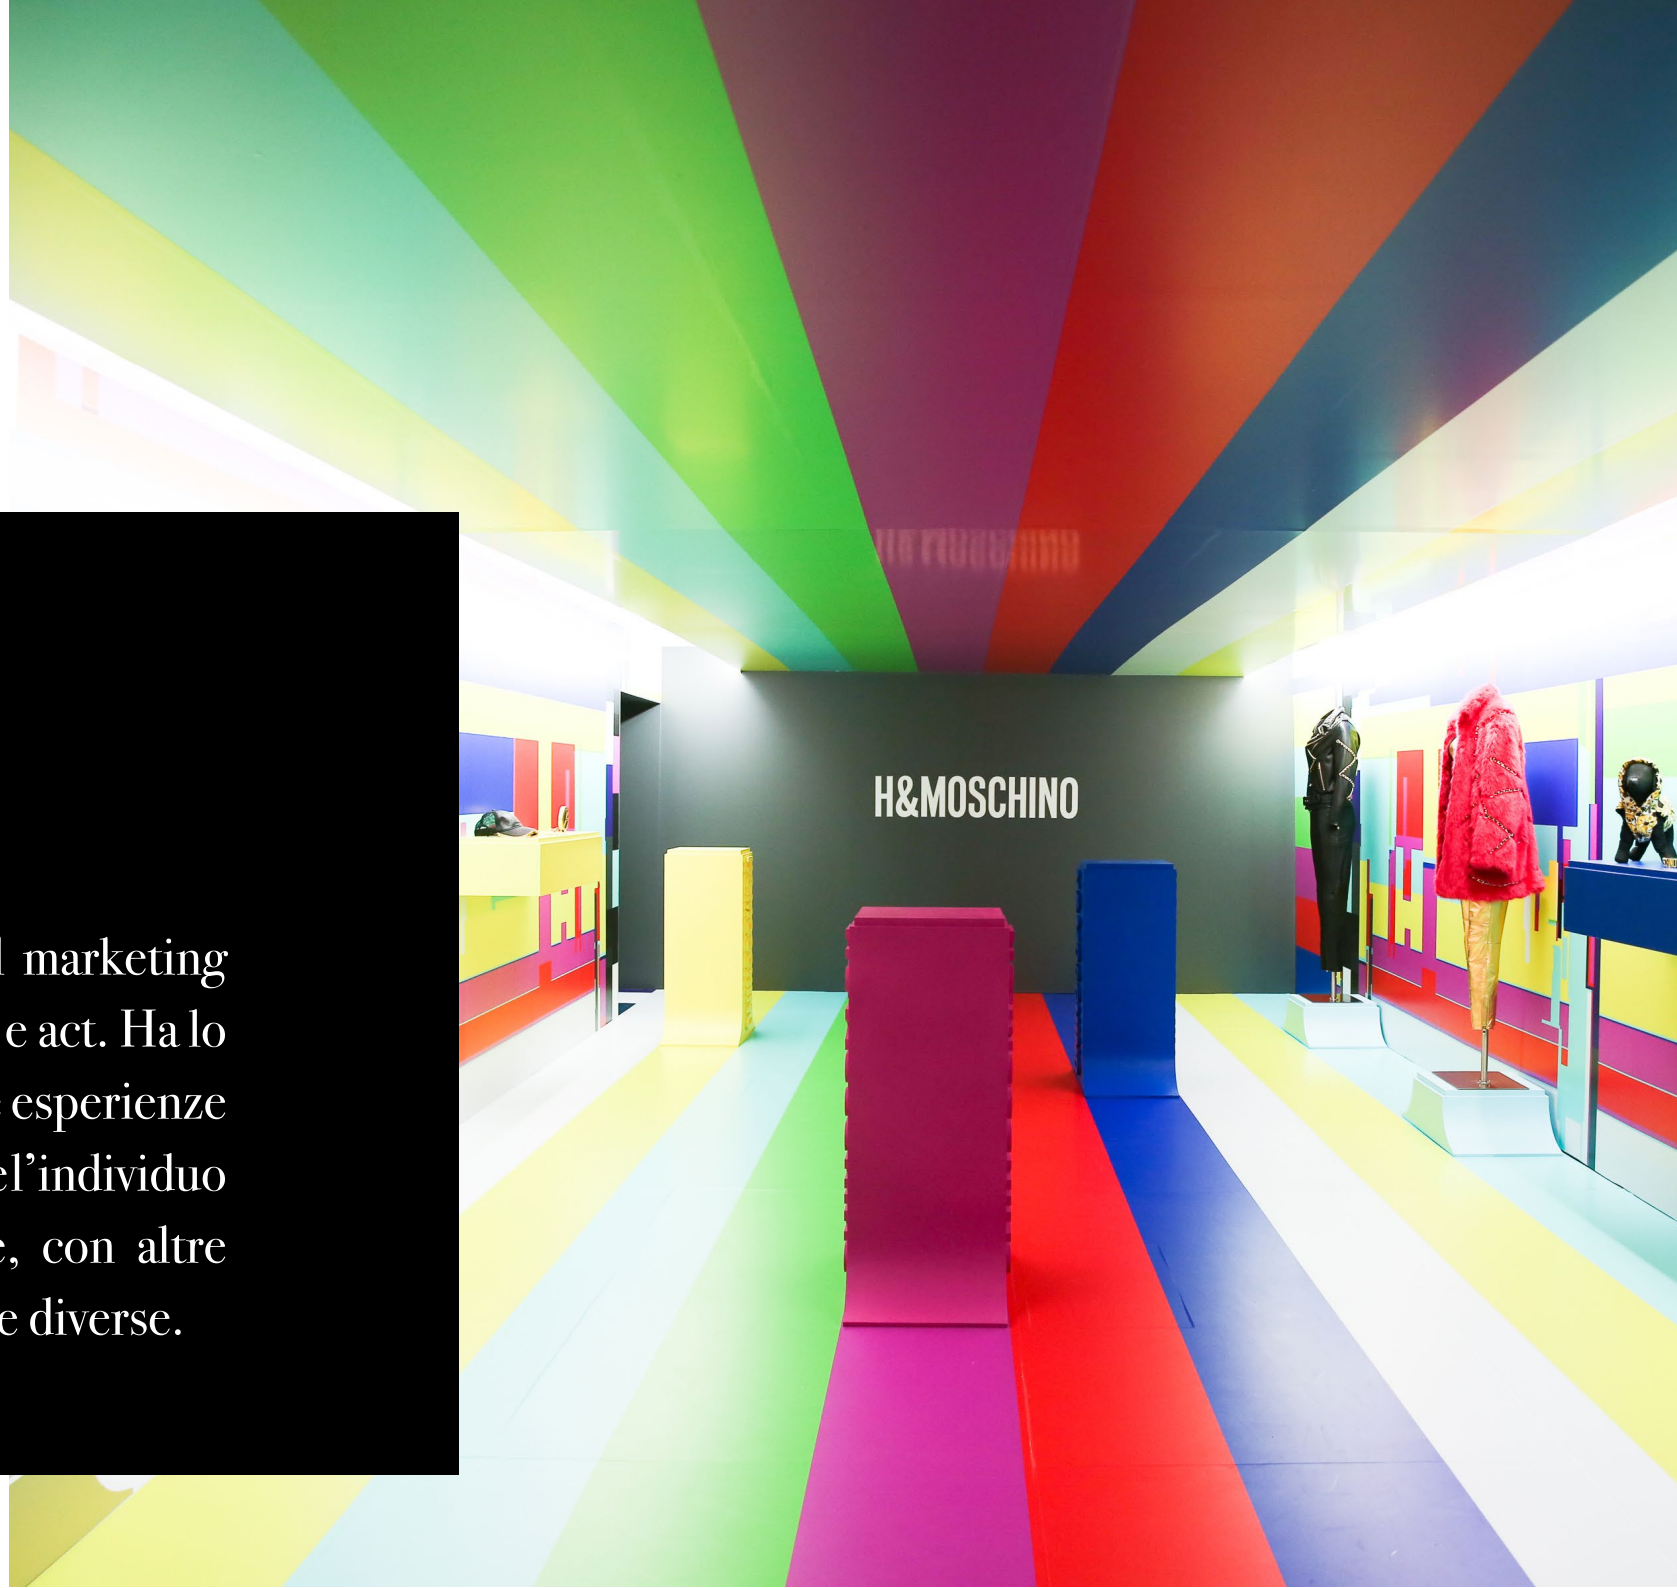 H&MOSCHINO
marketing
e act. Ha lo
esperienze
el’individuo
e, con altre
e diverse.